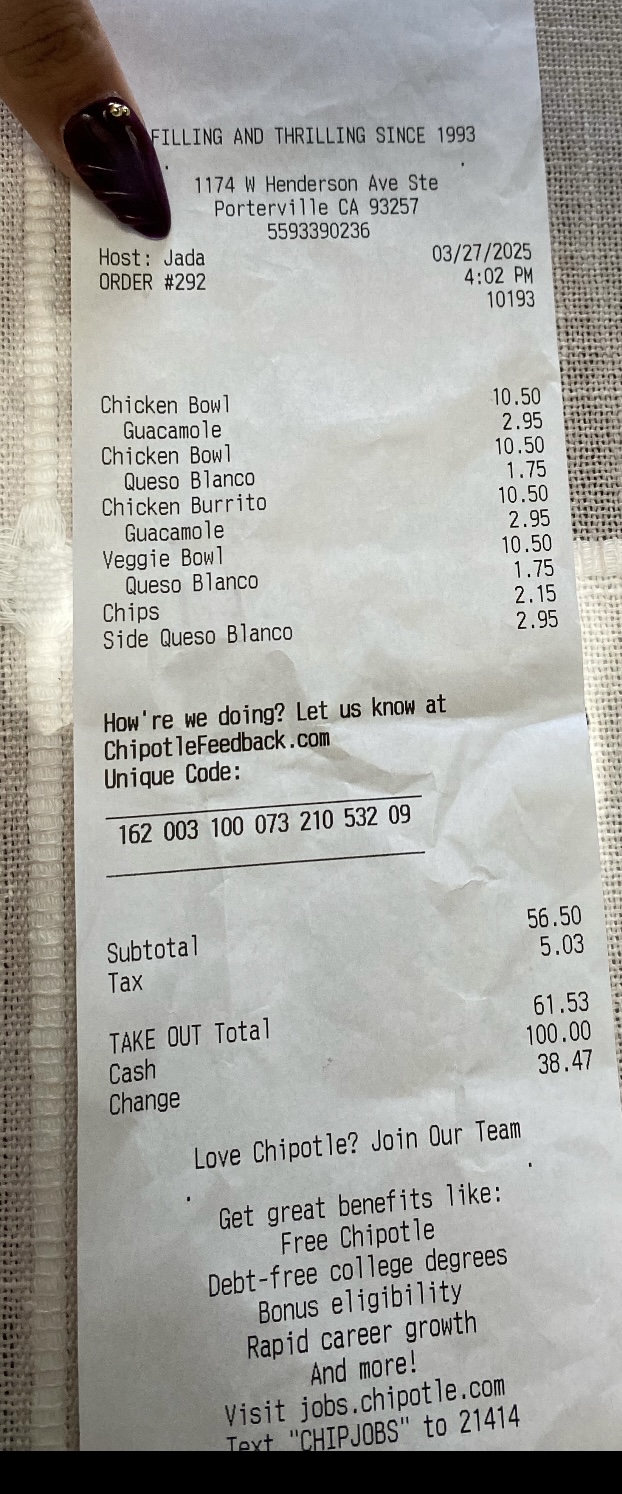 FILLING AND THRILLING SINCE 1993
1174 W Henderson Ave Ste
Porterville CA 93257
5593390236
Host: Jada 03/27/2025
ORDER #292 4:02 PM
10193
Chicken Bowl 10.50
Guacamole 2.95
Chicken Bowl 10.50
Queso Blanco 1.75
Chicken Burrito 10.50
Guacamole 2.95
Veggie Bowl 10.50
Queso Blanco 1.75
Chips 2.15
Side Queso Blanco 2.95
How're we doing? Let us know at
ChipotleFeedback.com
Unique Code:
162 003 100 073 210 532 09
Subtotal 56.50
Tax 5.03
TAKE OUT Total 61.53
Cash 100.00
Change 38.47
Love Chipotle? Join Our Team
Get great benefits like:
Free Chipotle
Debt-free college degrees
Bonus eligibility
Rapid career growth
And more!
Visit jobs.chipotle.com
Text "CHIPJOBS" to 21414